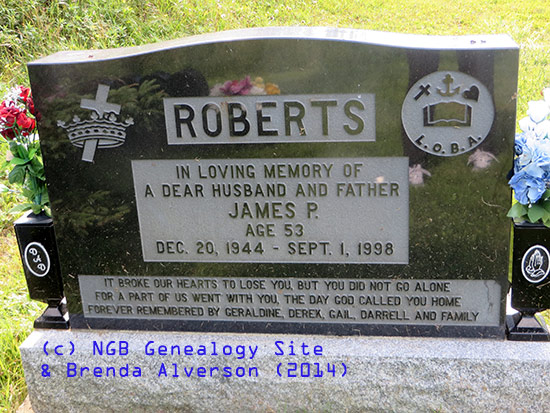 ROBERTS
L.O.B.A.
IN LOVING MEMORY OF
A DEAR HUSBAND AND FATHER
JAMES P.
AGE 53
DEC. 20, 1944 - SEPT. 1, 1998
IT BROKE OUR HEARTS TO LOSE YOU, BUT YOU DID NOT GO ALONE
FOR A PART OF US WENT WITH YOU, THE DAY GOD CALLED YOU HOME
FOREVER REMEMBERED BY GERALDINE, DEREK, GAIL, DARRELL AND FAMILY
(c) NGB Genealogy Site
& Brenda Alverson (2014)